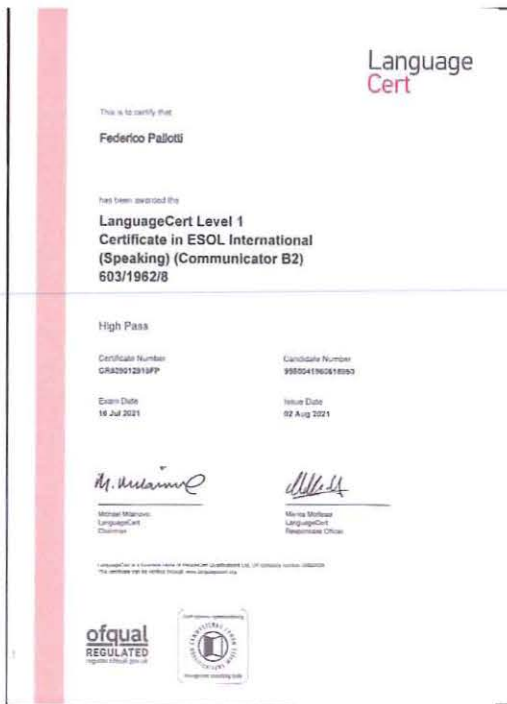 Language
Cert
This is to certify that
Federico Pallotti
has been awarded the
LanguageCert Level 1
Certificate in ESOL International
(Speaking) (Communicator B2)
603/1962/8
High Pass
Certificate Number
Candidate Number
Exam Date
Issue Date
16 Jul 2021
02 Aug 2021
Michael Milanovic
LanguageCert
Chairman
LanguageCert
Responsible Officer
ofqual
REGULATED